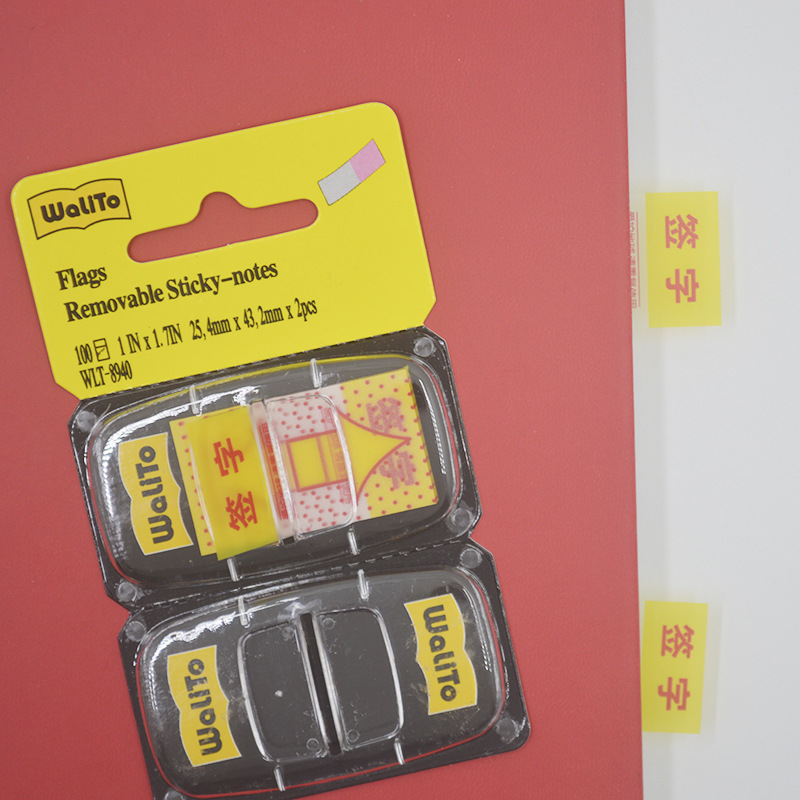 WaLiTo
Flags
Removable Sticky-notes
100 1 IN x 1.7IN 25,4mm x 43,2mm x 2pcs
WLT-8940
WaLiTo
签字
签字
WaLiTo
WaLiTo
签字
签字